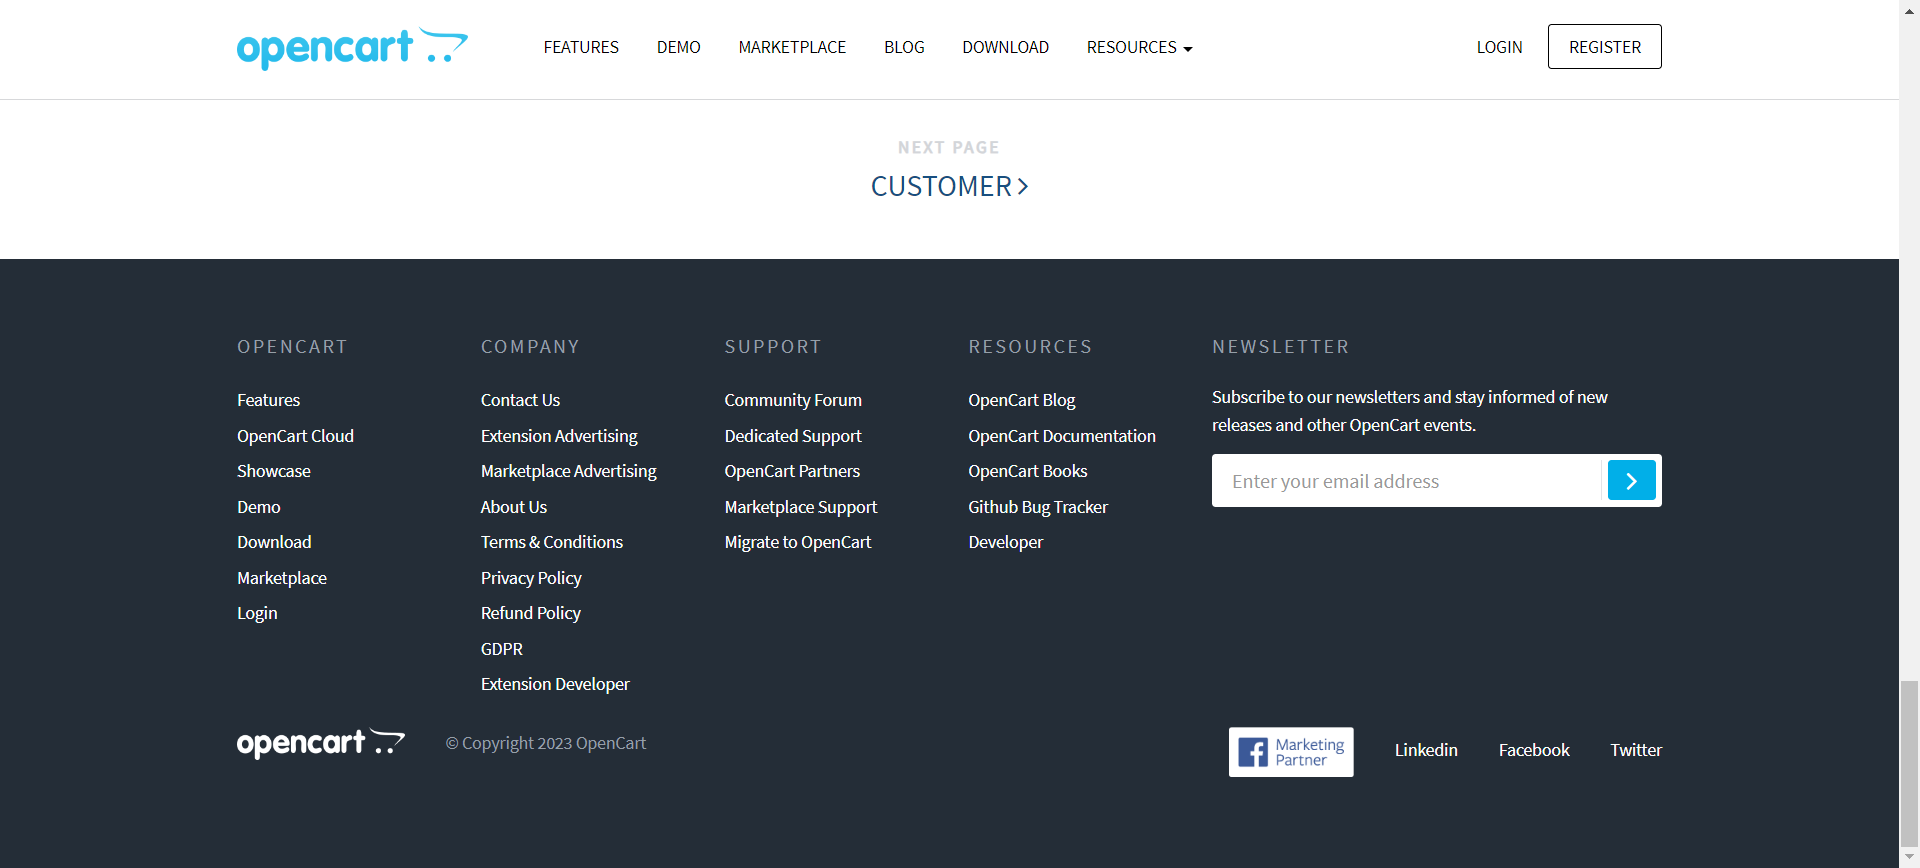 opencart
FEATURES
DEMO
MARKETPLACE
BLOG
DOWNLOAD
RESOURCES
LOGIN
REGISTER
NEXT PAGE
CUSTOMER
OPENCART
Features
OpenCart Cloud
Showcase
Demo
Download
Marketplace
Login
COMPANY
Contact Us
Extension Advertising
Marketplace Advertising
About Us
Terms & Conditions
Privacy Policy
Refund Policy
GDPR
Extension Developer
SUPPORT
Community Forum
Dedicated Support
OpenCart Partners
Marketplace Support
Migrate to OpenCart
RESOURCES
OpenCart Blog
OpenCart Documentation
OpenCart Books
Github Bug Tracker
Developer
NEWSLETTER
Subscribe to our newsletters and stay informed of new
releases and other OpenCart events.
Enter your email address
opencart
© Copyright 2023 OpenCart
Marketing
Partner
Linkedin
Facebook
Twitter